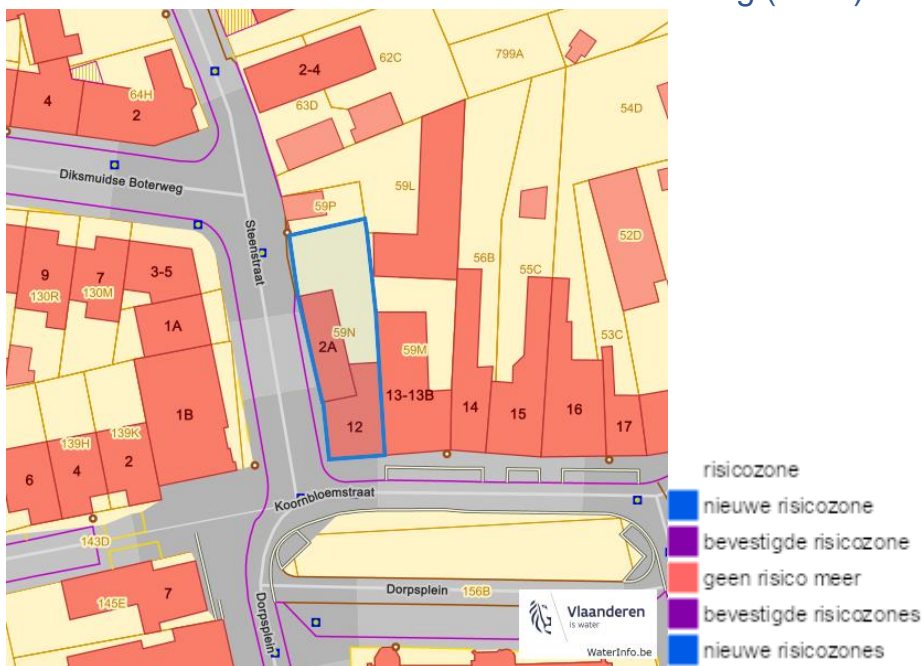 2-4
62C
799A
4
2
64H
63D
54D
Diksmuidse Boterweg
59L
59P
Steenstraat
52D
56B
9
7
3-5
55C
130R
130M
1A
59N
2A
59M
53C
13-13B
1B
14
15
16
17
12
139K
139H
6
4
2
Koornbloemstraat
143D
Dorpsplein
156B
145E
7
Dorpsplein
Vlaanderen
is water
WaterInfo.be
risicozone
nieuwe risicozone
bevestigde risicozone
geen risico meer
bevestigde risicozones
nieuwe risicozones